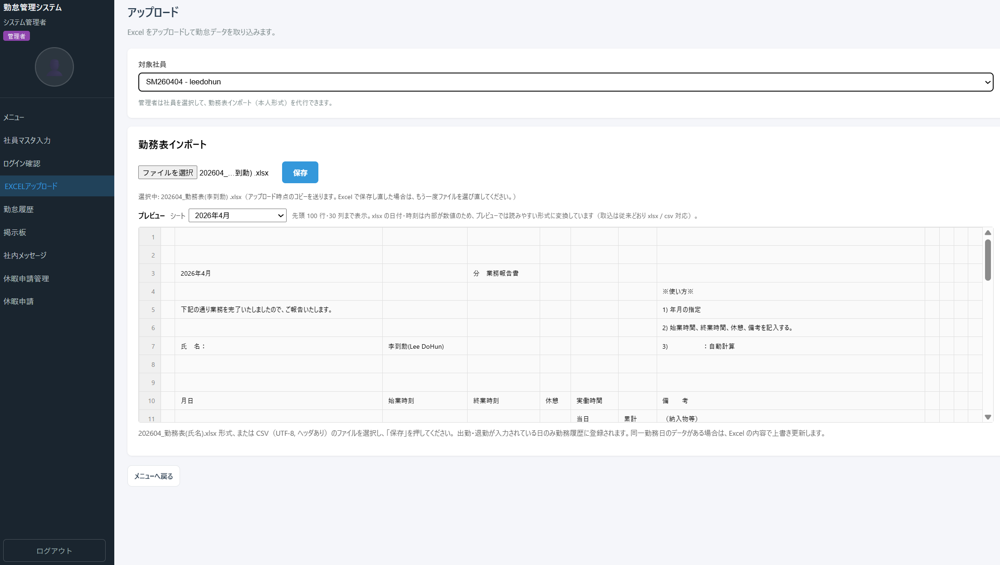 勤怠管理システム
システム管理者
管理者
メニュー
社員マスタ入力
ログイン確認
EXCELアップロード
勤怠履歴
掲示板
社内メッセージ
休暇申請管理
休暇申請
ログアウト
アップロード
Excel をアップロードして勤怠データを取り込みます。
対象社員
SM260404 - leedohun
管理者は社員を選択して、勤務表インポート（本人形式）を代行できます。
勤務表インポート
ファイルを選択 202604_…到勳) .xlsx 保存
選択中: 202604_勤務表(李到勳) .xlsx（アップロード時点のコピーを送ります。Excel で保存し直した場合は、もう一度ファイルを選び直してください。）
プレビュー シート 2026年4月 先頭 100 行・30 列まで表示。xlsx の日付・時刻は内部が数値のため、プレビューでは読みやすい形式に変換しています（取込は従来どおり xlsx / csv 対応）。
1
2
3 2026年4月 分　業務報告書
4 ※使い方※
5 下記の通り業務を完了いたしましたので、ご報告いたします。 1) 年月の指定
6 2) 始業時間、終業時間、休憩、備考を記入する。
7 氏　名： 李到勳(Lee DoHun) 3) ：自動計算
8
9
10 月日 始業時刻 終業時刻 休憩 実働時間 備　　考
11 当日 累計 （納入物等）
202604_勤務表(氏名).xlsx 形式、または CSV（UTF-8, ヘッダあり）のファイルを選択し、「保存」を押してください。 出勤・退勤が入力されている日のみ勤務履歴に登録されます。同一勤務日のデータがある場合は、Excel の内容で上書き更新します。
メニューへ戻る